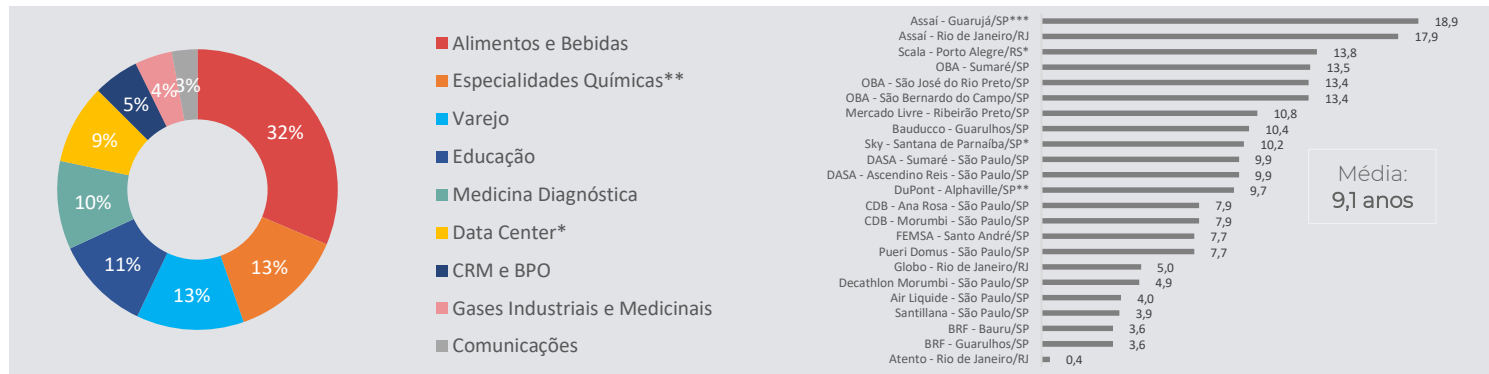 32%
13%
13%
11%
10%
9%
5%
4%
3%
Alimentos e Bebidas
Especialidades Químicas**
Varejo
Educação
Medicina Diagnóstica
Data Center*
CRM e BPO
Gases Industriais e Medicinais
Comunicações
Assaí - Guarujá/SP*** 18,9
Assaí - Rio de Janeiro/RJ 17,9
Scala - Porto Alegre/RS* 13,8
OBA - Sumaré/SP 13,5
OBA - São José do Rio Preto/SP 13,4
OBA - São Bernardo do Campo/SP 13,4
Mercado Livre - Ribeirão Preto/SP 10,8
Bauducco - Guarulhos/SP 10,4
Sky - Santana de Parnaíba/SP* 10,2
DASA - Sumaré - São Paulo/SP 9,9
DASA - Ascendino Reis - São Paulo/SP 9,9
DuPont - Alphaville/SP** 9,7
CDB - Ana Rosa - São Paulo/SP 7,9
CDB - Morumbi - São Paulo/SP 7,9
FEMSA - Santo André/SP 7,7
Pueri Domus - São Paulo/SP 7,7
Globo - Rio de Janeiro/RJ 5,0
Decathlon Morumbi - São Paulo/SP 4,9
Air Liquide - São Paulo/SP 4,0
Santillana - São Paulo/SP 3,9
BRF - Bauru/SP 3,6
BRF - Guarulhos/SP 3,6
Atento - Rio de Janeiro/RJ 0,4
Média:
9,1 anos